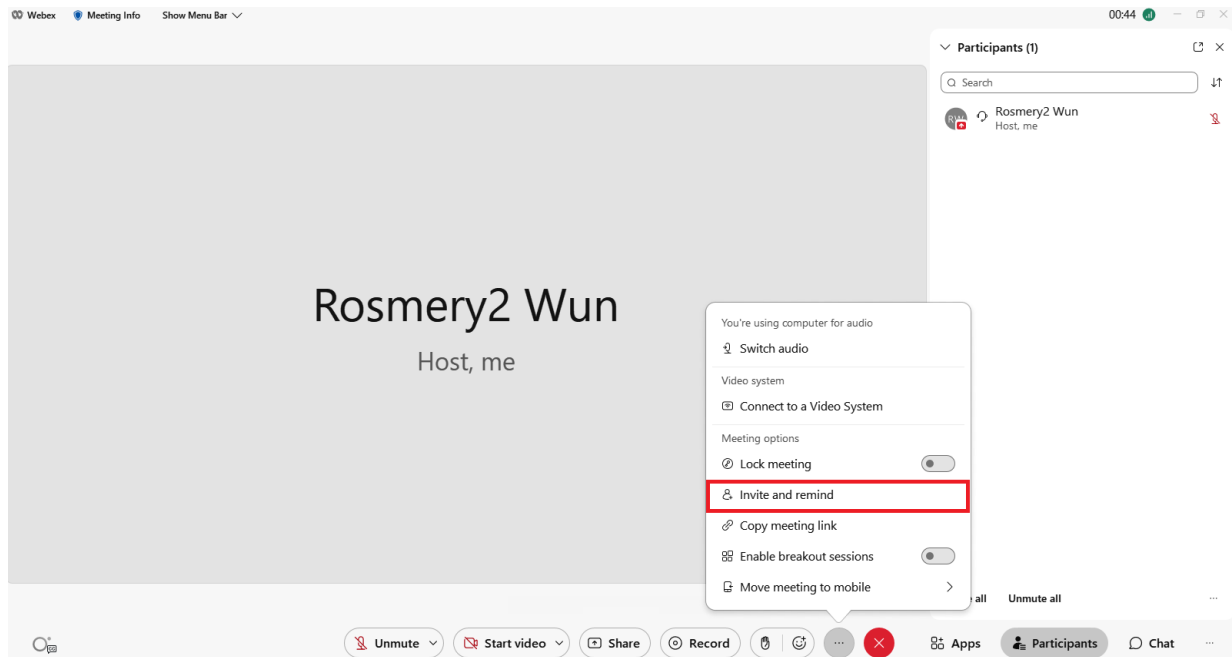 Webex Meeting Info Show Menu Bar 00:44
Participants (1)
Search
RW Rosmery2 Wun
Host, me
Rosmery2 Wun
Host, me
You're using computer for audio
Switch audio
Video system
Connect to a Video System
Meeting options
Lock meeting
Invite and remind
Copy meeting link
Enable breakout sessions
Move meeting to mobile
all Unmute all
Unmute Start video Share Record Apps Participants Chat